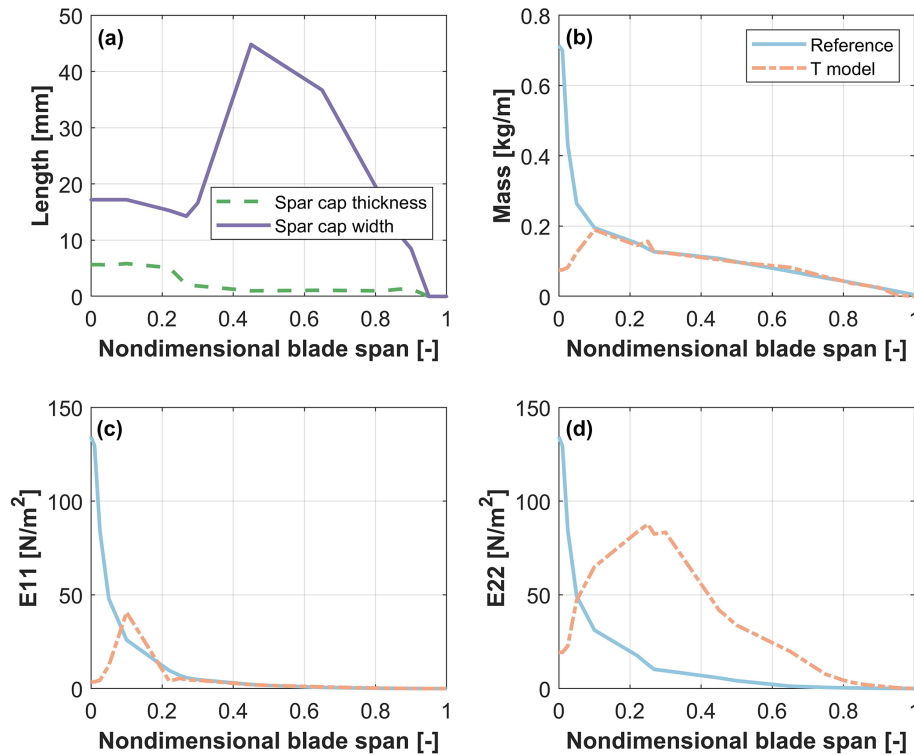 (a)
50
40
30
20
10
0
Length [mm]
Spar cap thickness
Spar cap width
0 0.2 0.4 0.6 0.8 1
Nondimensional blade span [-]
(b)
0.8
0.6
0.4
0.2
0
Mass [kg/m]
Reference
T model
0 0.2 0.4 0.6 0.8 1
Nondimensional blade span [-]
(c)
150
100
50
0
E11 [N/m²]
0 0.2 0.4 0.6 0.8 1
Nondimensional blade span [-]
(d)
150
100
50
0
E22 [N/m²]
0 0.2 0.4 0.6 0.8 1
Nondimensional blade span [-]